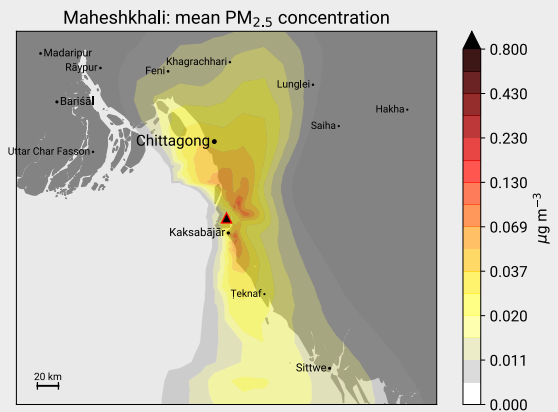 Maheshkhali: mean PM2.5 concentration
Madaripur
Rāypur
Khagrachhari
Feni
Lunglei
Barisāl
Hakha
Saiha
Chittagong
Uttar Char Fasson
Kaksabājār
Teknaf
Sittwe
20 km
0.800
0.430
0.230
0.130
0.069
0.037
0.020
0.011
0.000
μg m−3